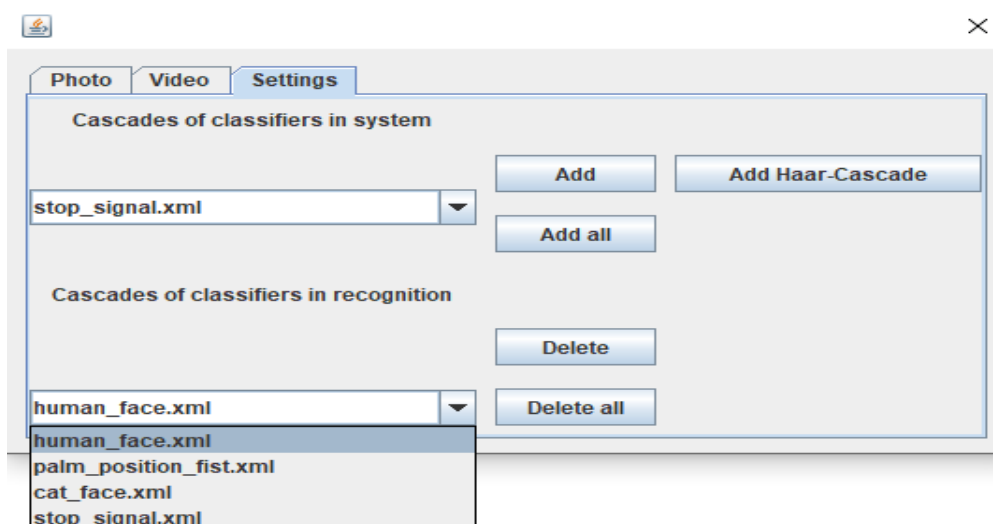 Photo Video Settings
Cascades of classifiers in system
Add Add Haar-Cascade
stop_signal.xml
Add all
Cascades of classifiers in recognition
Delete
human_face.xml Delete all
human_face.xml
palm_position_fist.xml
cat_face.xml
stop_signal.xml